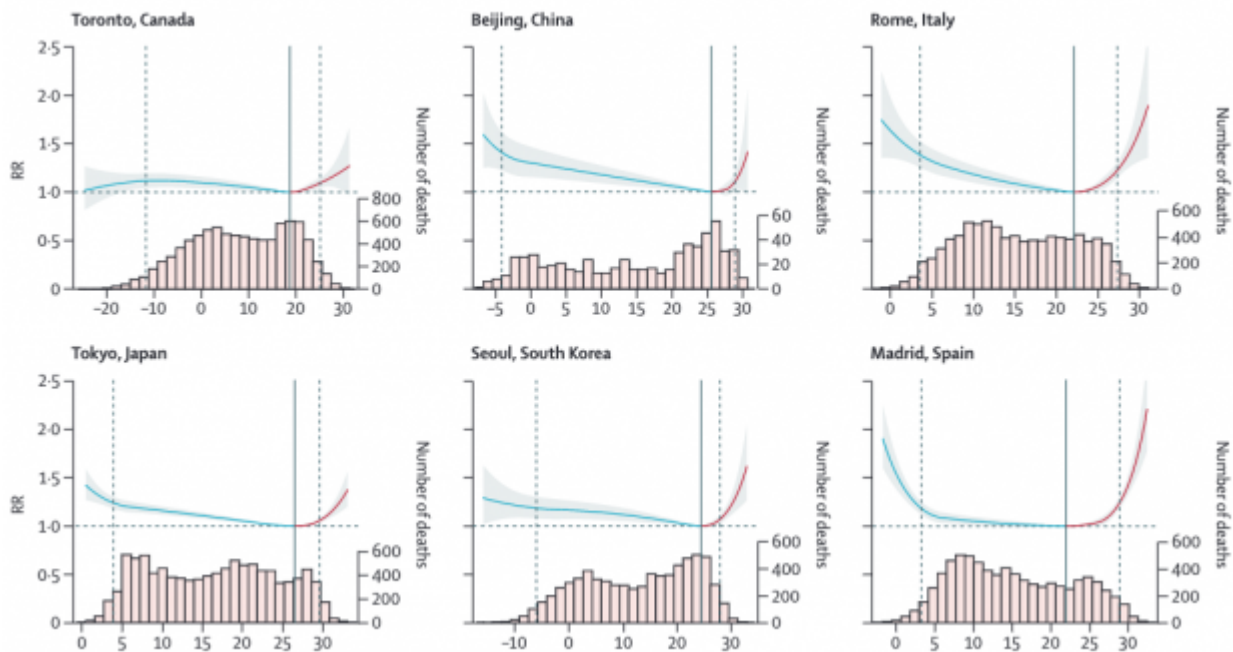 Toronto, Canada
Beijing, China
Rome, Italy
2·5
2·0
1·5
1·0
0·5
0
RR
Number of deaths
800
600
400
200
0
−20 −10 0 10 20 30
Number of deaths
60
40
20
0
−5 0 5 10 15 20 25 30
Number of deaths
600
400
200
0
0 5 10 15 20 25 30
Tokyo, Japan
Seoul, South Korea
Madrid, Spain
2·5
2·0
1·5
1·0
0·5
0
RR
Number of deaths
600
400
200
0
0 5 10 15 20 25 30
Number of deaths
600
400
200
0
−10 0 10 20 30
Number of deaths
600
400
200
0
0 5 10 15 20 25 30